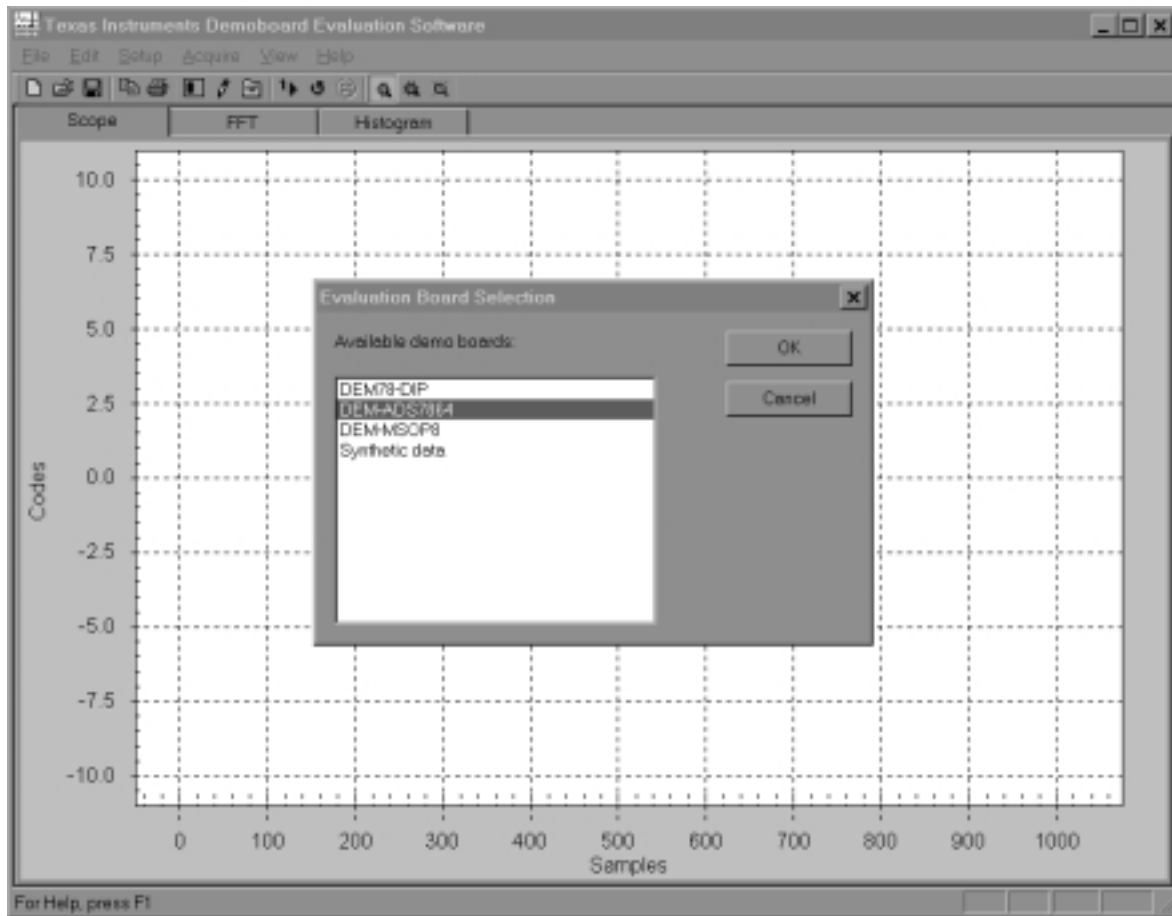 Texas Instruments Demoboard Evaluation Software
File Edit Setup Acquire View Help
Scope FFT Histogram
10.0
7.5
5.0
2.5
0.0
-2.5
-5.0
-7.5
-10.0
Codes
Evaluation Board Selection
Available demo boards:
OK
Cancel
DEM78-DIP
DEM-ADS7864
DEM-MSOP8
Synthetic data
0 100 200 300 400 500 600 700 800 900 1000
Samples
For Help, press F1